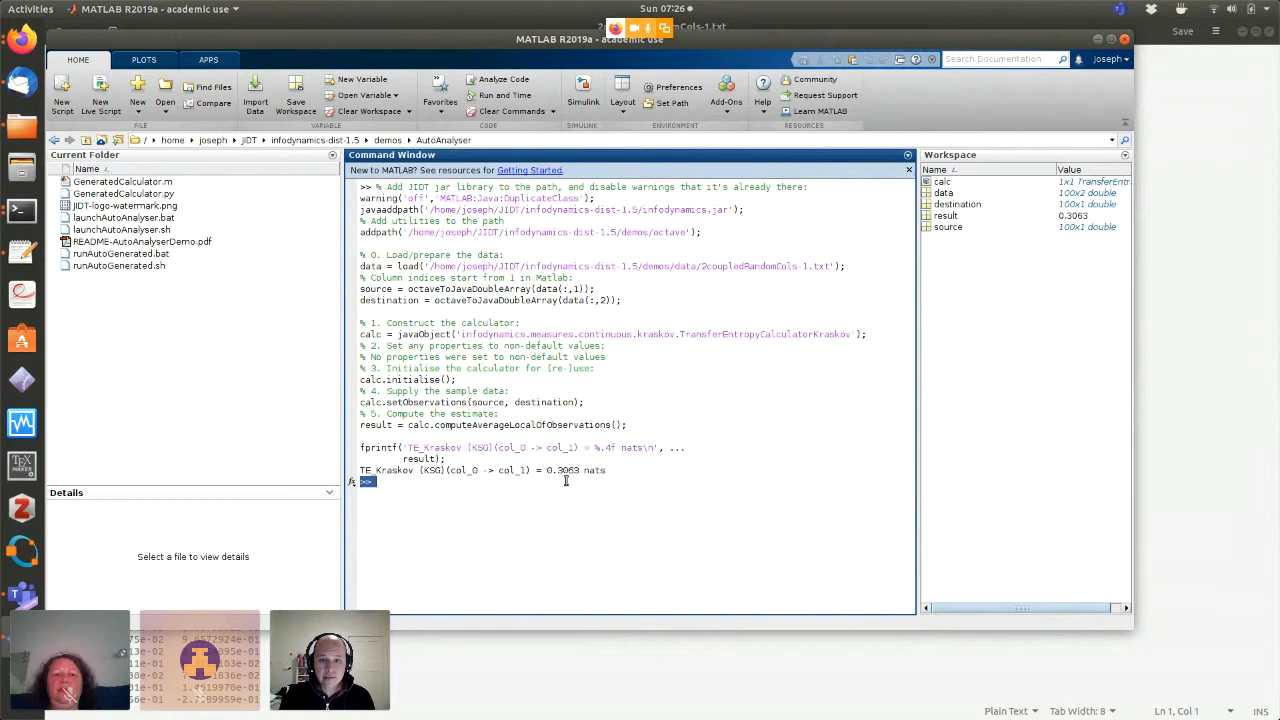 Activities
MATLAB R2019a - academic use
Sun 07:26
MATLAB R2019a - academic use
Save
HOME
PLOTS
APPS
Search Documentation
Joseph
New Script
New Live Script
New
Open
Find Files
Compare
Import Data
Save Workspace
New Variable
Open Variable
Clear Workspace
Favorites
Analyze Code
Run and Time
Clear Commands
Simulink
Layout
Preferences
Set Path
Add-Ons
Help
Community
Request Support
Learn MATLAB
FILE
VARIABLE
CODE
SIMULINK
ENVIRONMENT
RESOURCES
/ home joseph JIDT infodynamics-dist-1.5 demos AutoAnalyser
Current Folder
Name
GeneratedCalculator.m
GeneratedCalculator.py
JIDT-logo-watermark.png
launchAutoAnalyser.bat
launchAutoAnalyser.sh
README-AutoAnalyserDemo.pdf
runAutoGenerated.bat
runAutoGenerated.sh
Details
Select a file to view details
Command Window
New to MATLAB? See resources for Getting Started.
>> % Add JIDT jar library to the path, and disable warnings that it's already there:
warning('off','MATLAB:Java:DuplicateClass');
javaaddpath('/home/joseph/JIDT/infodynamics-dist-1.5/infodynamics.jar');
% Add utilities to the path
addpath('/home/joseph/JIDT/infodynamics-dist-1.5/demos/octave');
% 0. Load/prepare the data:
data = load('/home/joseph/JIDT/infodynamics-dist-1.5/demos/data/2coupledRandomCols-1.txt');
% Column indices start from 1 in Matlab:
source = octaveToJavaDoubleArray(data(:,1));
destination = octaveToJavaDoubleArray(data(:,2));
% 1. Construct the calculator:
calc = javaObject('infodynamics.measures.continuous.kraskov.TransferEntropyCalculatorKraskov');
% 2. Set any properties to non-default values:
% No properties were set to non-default values
% 3. Initialise the calculator for (re-)use:
calc.initialise();
% 4. Supply the sample data:
calc.setObservations(source, destination);
% 5. Compute the estimate:
result = calc.computeAverageLocalOfObservations();
fprintf('TE_Kraskov (KSG)(col_0 -> col_1) = %.4f nats\n', ...
result);
TE_Kraskov (KSG)(col_0 -> col_1) = 0.3063 nats
fx >>
Workspace
Name
Value
calc 1x1 TransferEntr
data 100x2 double
destination 100x1 double
result 0.3063
source 100x1 double
Plain Text
Tab Width: 8
Ln 1, Col 1
INS